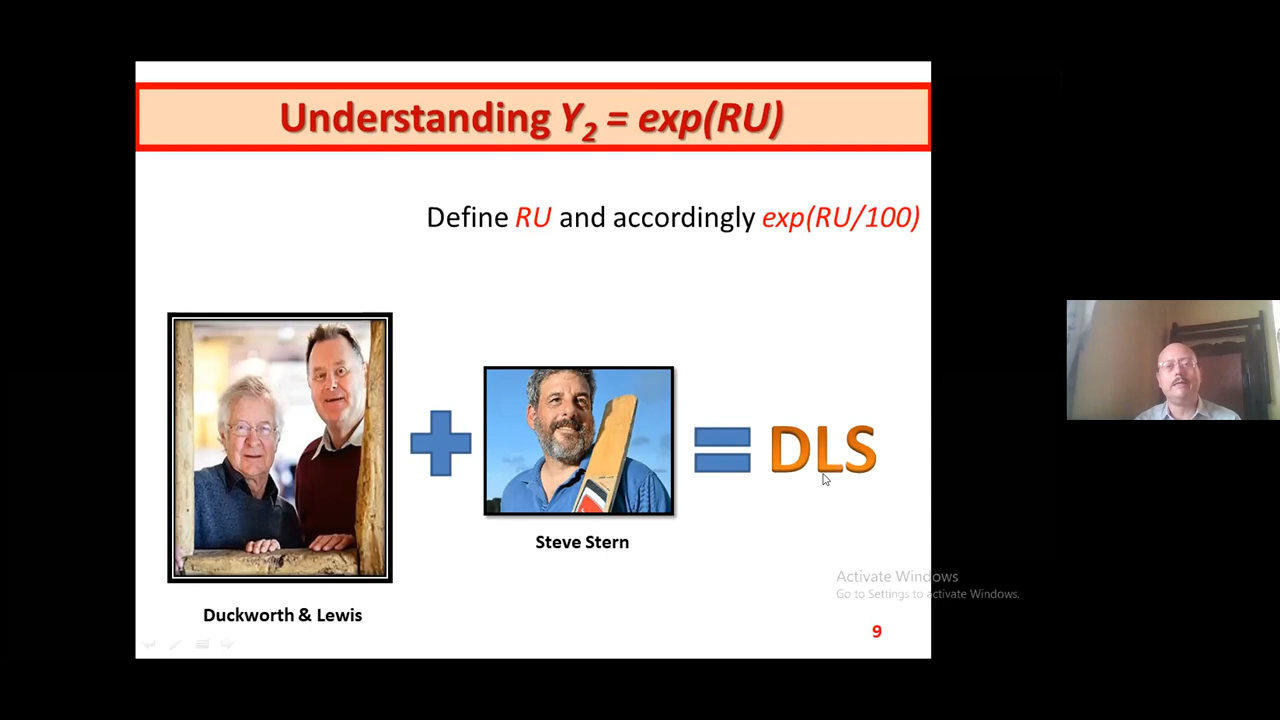 Understanding Y₂ = exp(RU)
Define RU and accordingly exp(RU/100)
DLS
Steve Stern
Duckworth & Lewis
Activate Windows
Go to Settings to activate Windows.
9